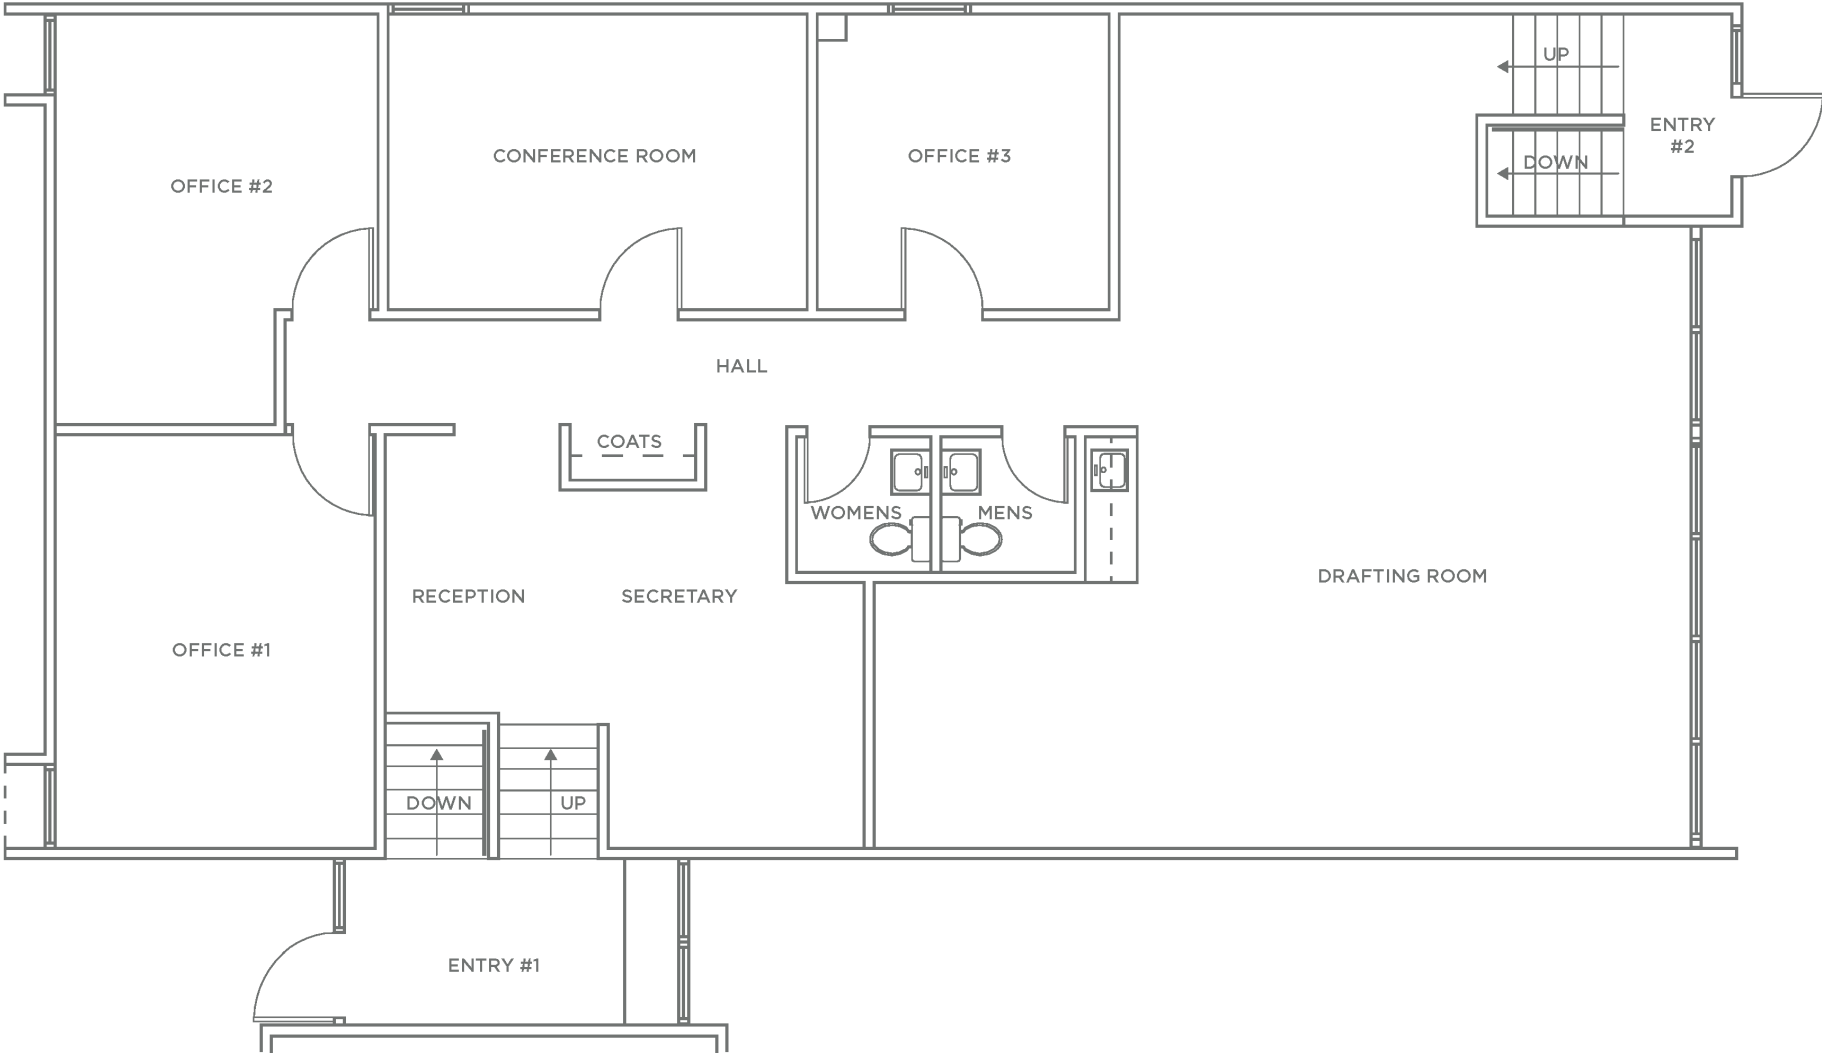 UP
ENTRY
#2
DOWN
CONFERENCE ROOM
OFFICE #3
OFFICE #2
HALL
COATS
WOMENS
MENS
DRAFTING ROOM
RECEPTION
SECRETARY
OFFICE #1
DOWN
UP
ENTRY #1